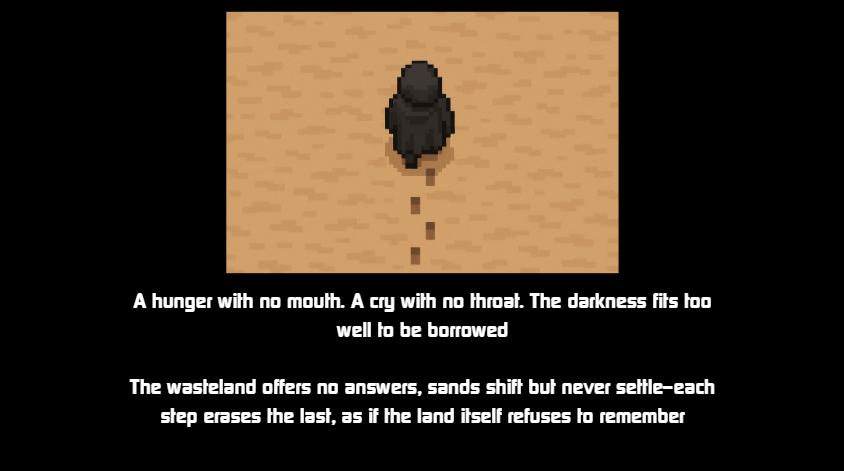 A hunger with no mouth. A cry with no throat. The darkness fits too
well to be borrowed
The wasteland offers no answers, sands shift but never settle–each
step erases the last, as if the land itself refuses to remember